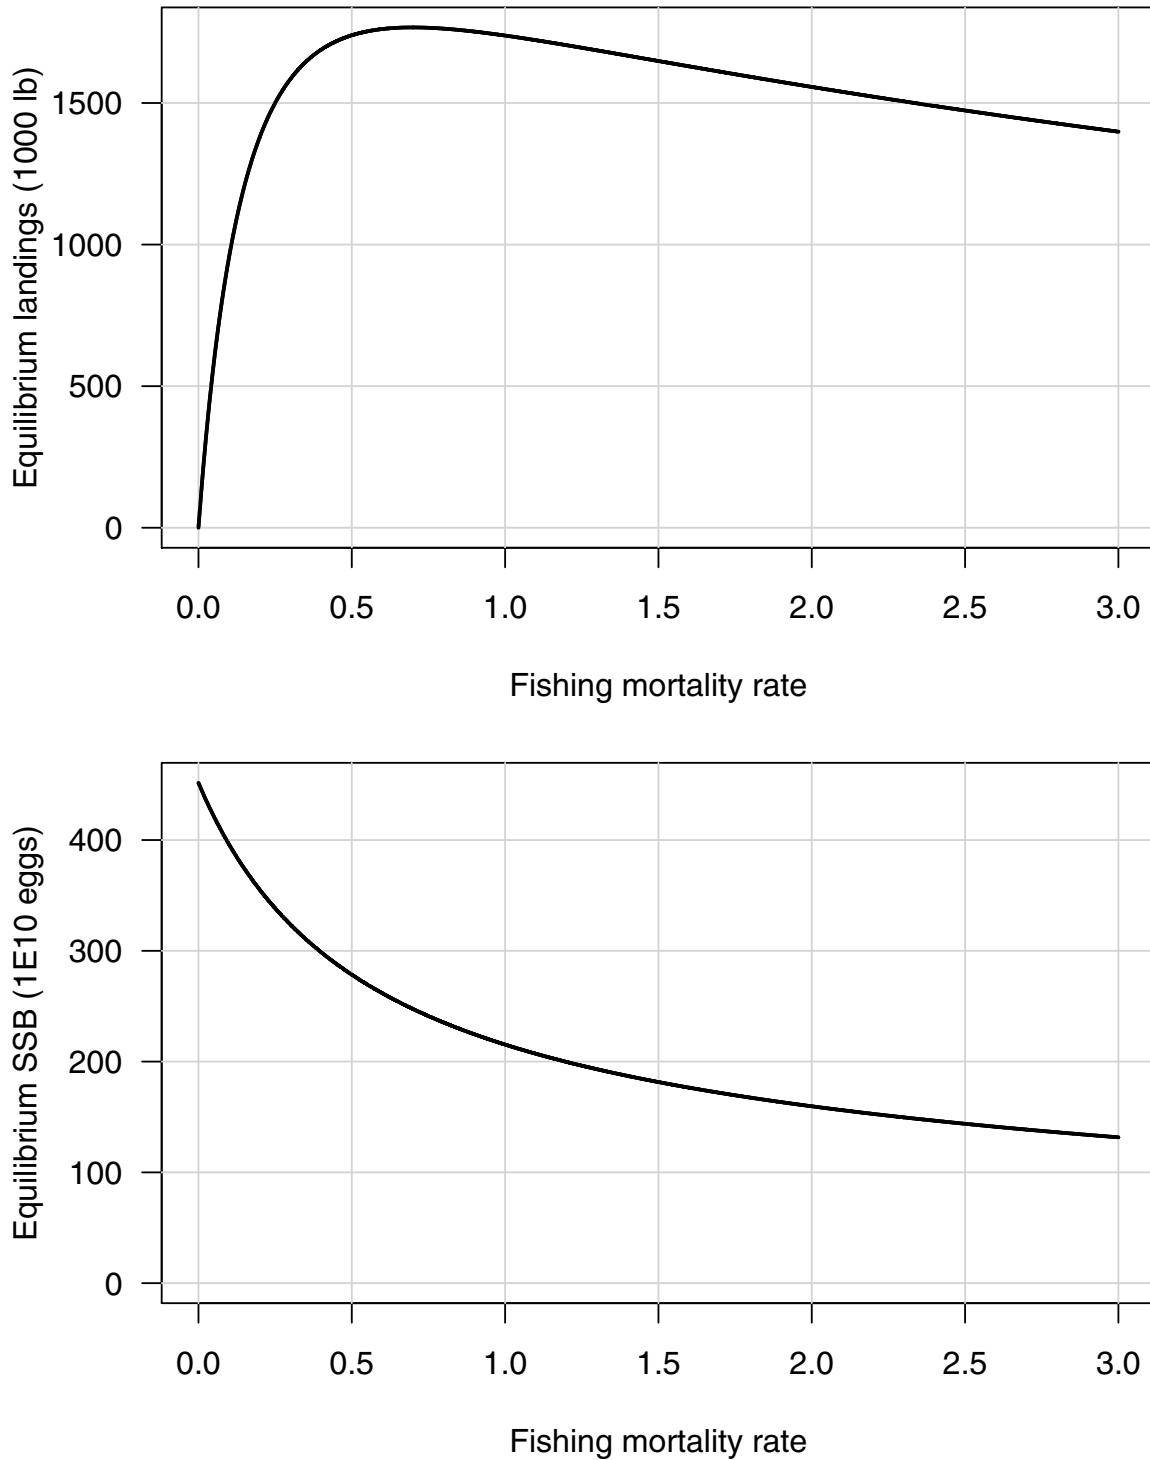 Equilibrium landings (1000 lb)
1500
1000
500
0
0.0 0.5 1.0 1.5 2.0 2.5 3.0
Fishing mortality rate
Equilibrium SSB (1E10 eggs)
400
300
200
100
0
0.0 0.5 1.0 1.5 2.0 2.5 3.0
Fishing mortality rate